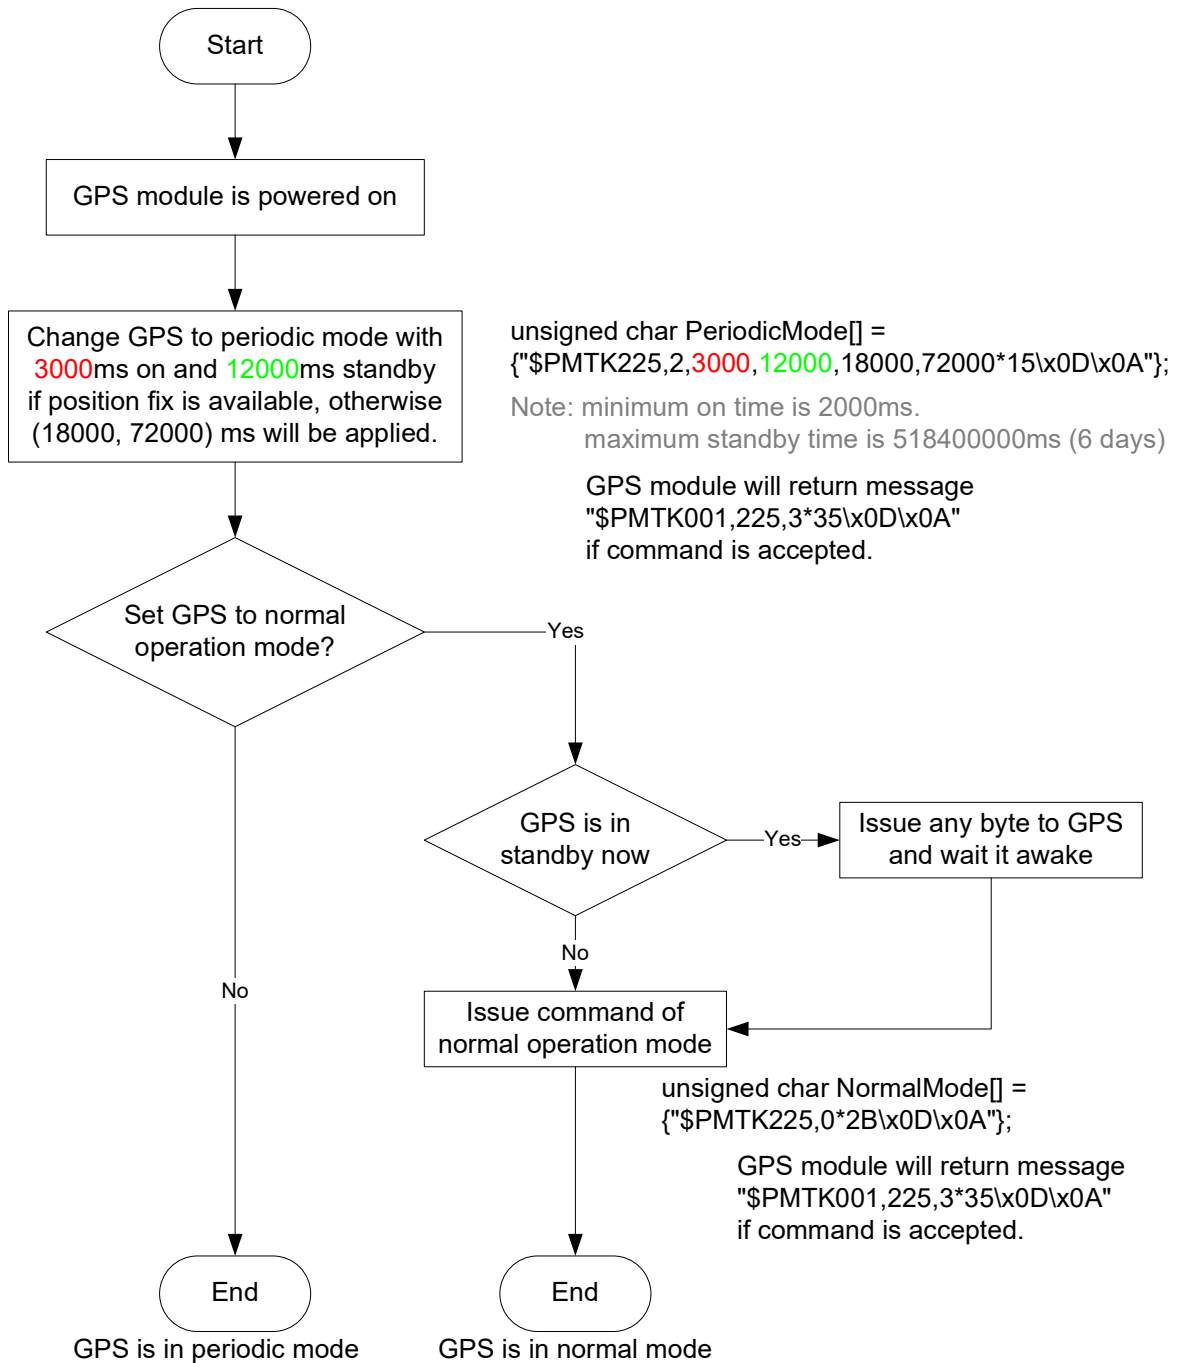 Start
GPS module is powered on
Change GPS to periodic mode with
3000ms on and 12000ms standby
if position fix is available, otherwise
(18000, 72000) ms will be applied.
unsigned char PeriodicMode[] =
{"$PMTK225,2,3000,12000,18000,72000*15\x0D\x0A"};
Note: minimum on time is 2000ms.
maximum standby time is 518400000ms (6 days)
GPS module will return message
"$PMTK001,225,3*35\x0D\x0A"
if command is accepted.
Set GPS to normal
operation mode?
Yes
GPS is in
standby now
Yes
Issue any byte to GPS
and wait it awake
No
No
Issue command of
normal operation mode
unsigned char NormalMode[] =
{"$PMTK225,0*2B\x0D\x0A"};
GPS module will return message
"$PMTK001,225,3*35\x0D\x0A"
if command is accepted.
End
GPS is in periodic mode
End
GPS is in normal mode